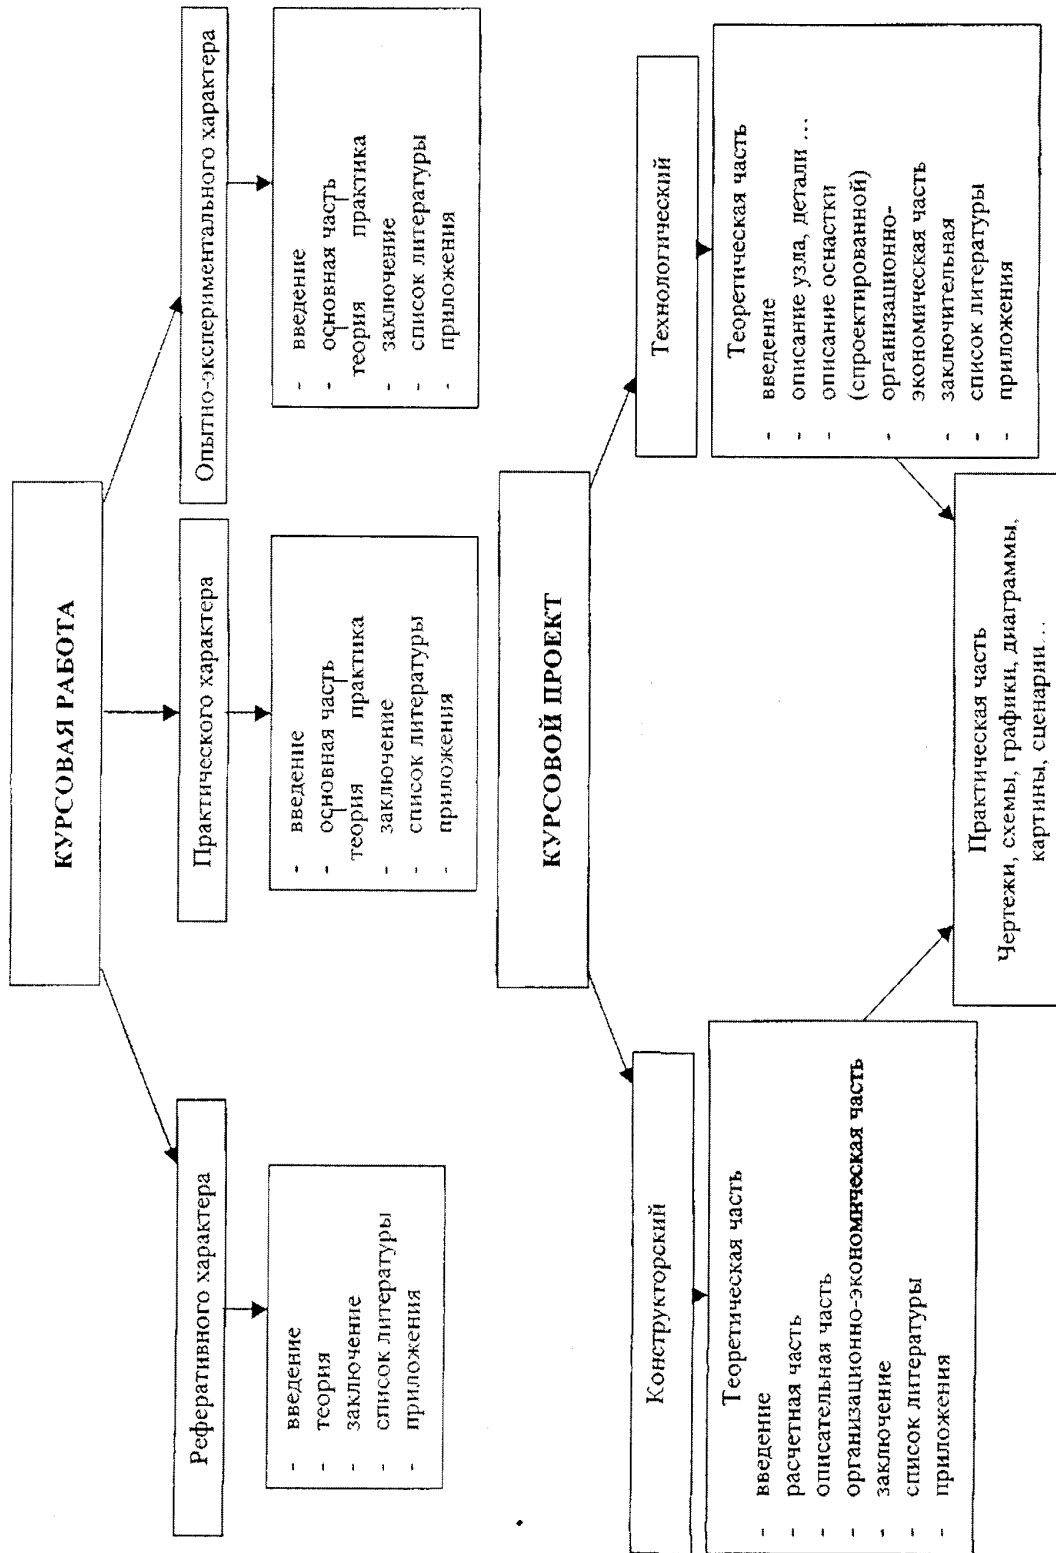 КУРСОВАЯ РАБОТА
Реферативного характера
- введение
- теория
- заключение
- список литературы
- приложения
Практического характера
- введение
- основная часть
теория практика
- заключение
- список литературы
- приложения
Опытно-экспериментального характера
- введение
- основная часть
теория практика
- заключение
- список литературы
- приложения
КУРСОВОЙ ПРОЕКТ
Конструкторский
Теоретическая часть
- введение
- расчетная часть
- описательная часть
- организационно-экономическая часть
- заключение
- список литературы
- приложения
Технологический
Теоретическая часть
- введение
- описание узла, детали ...
- описание оснастки
(спроектированной)
- организационно-
экономическая часть
- заключительная
- список литературы
- приложения
Практическая часть
Чертежи, схемы, графики, диаграммы,
картины, сценарии...